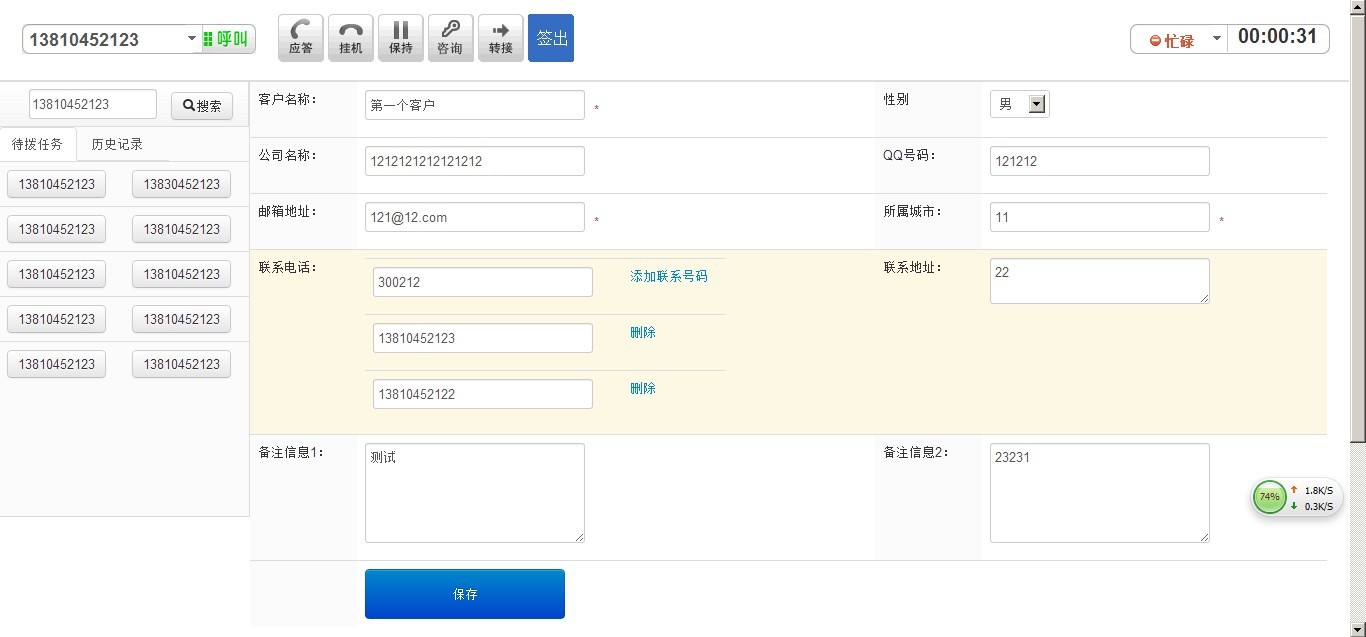 13810452123 呼叫 应答 挂机 保持 咨询 转接 签出 忙碌 00:00:31
13810452123 搜索
待拨任务 历史记录
13810452123 13830452123
13810452123 13810452123
13810452123 13810452123
13810452123 13810452123
13810452123 13810452123
客户名称： 第一个客户 * 性别 男
公司名称： 1212121212121212 QQ号码： 121212
邮箱地址： 121@12.com * 所属城市： 11 *
联系电话： 300212 添加联系号码 联系地址： 22
13810452123 删除
13810452122 删除
备注信息1： 测试 备注信息2： 23231
74% 1.8K/S
0.3K/S
保存